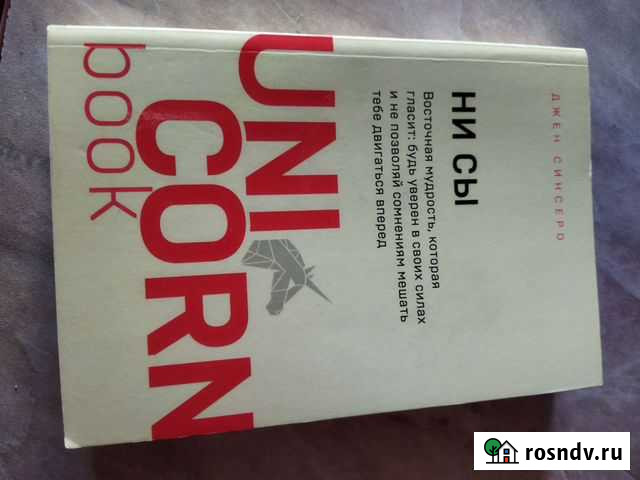 ДЖЕН СИНСЕРО
НИ СЫ
Восточная мудрость, которая
гласит: будь уверен в своих силах
и не позволяй сомнениям мешать
тебе двигаться вперед
UNI
CORN
book
rosndv.ru